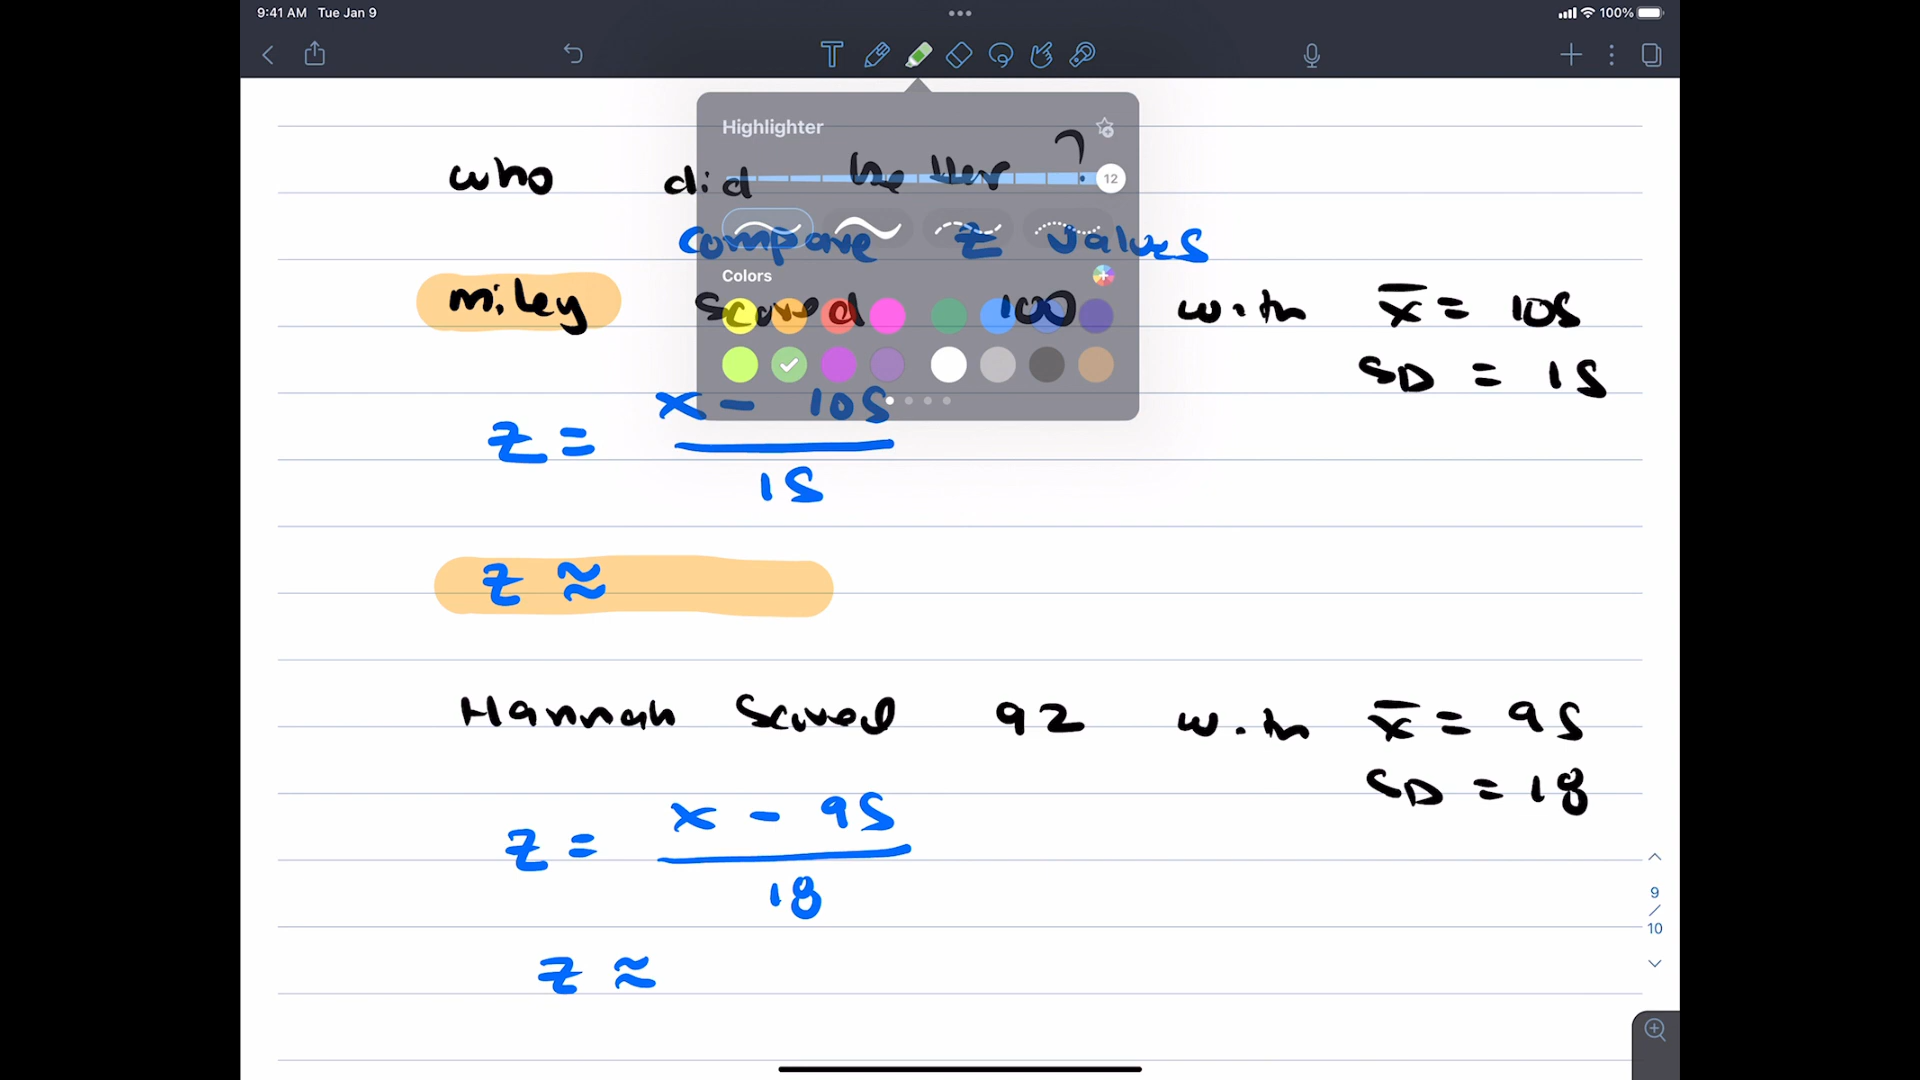 9:41 AM Tue Jan 9
100%
T
Highlighter
who did better ?
12
compare z values
Colors
miley scored 100 with x̄ = 105
SD = 15
z = x - 105
15
z ≈
Hannah scored 92 with x̄ = 95
SD = 18
z = x - 95
18
9
/
10
z ≈